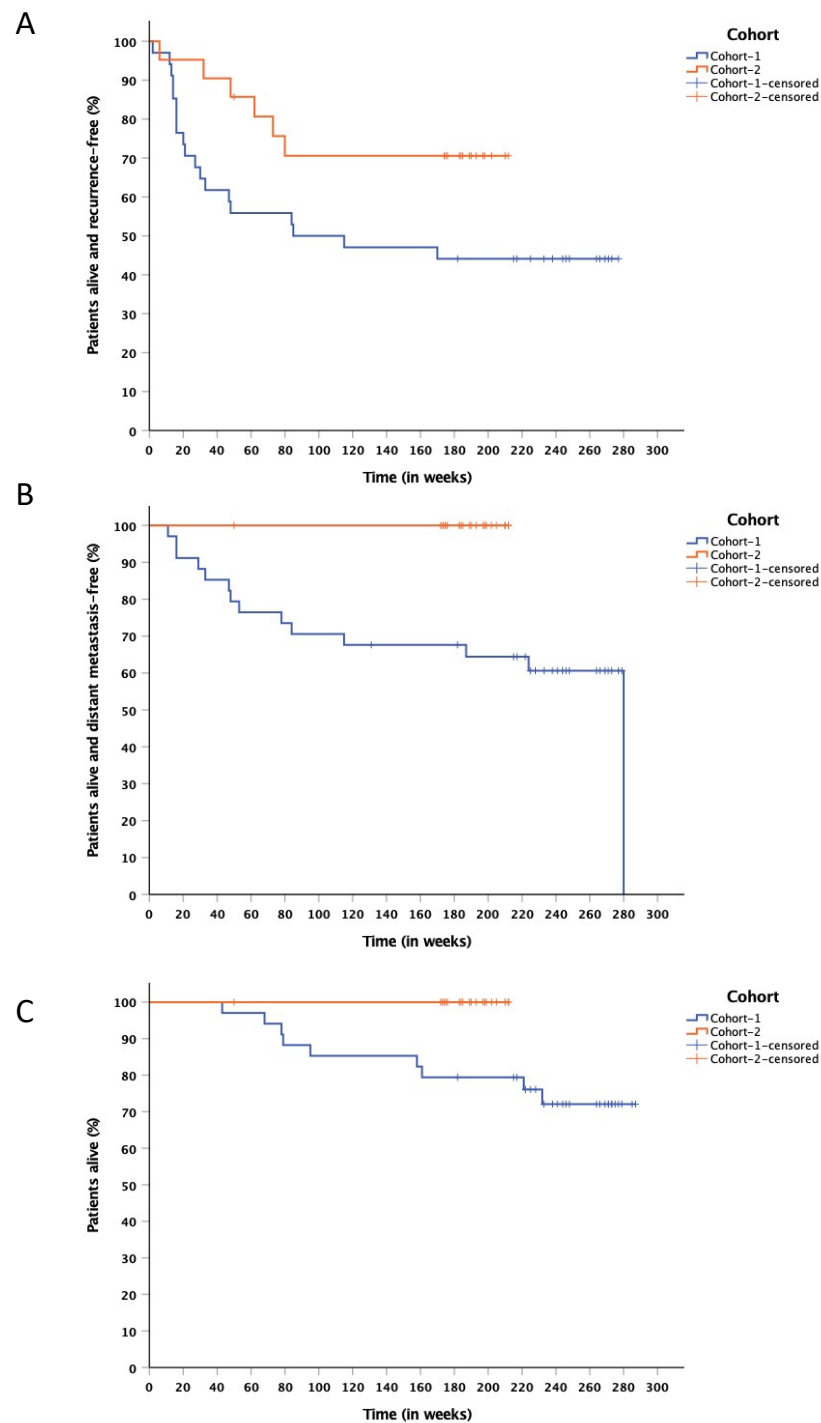 A
Patients alive and recurrence-free (%)
100
90
80
70
60
50
40
30
20
10
0
0 20 40 60 80 100 120 140 160 180 200 220 240 260 280 300
Time (in weeks)
Cohort
Cohort-1
Cohort-2
Cohort-1-censored
Cohort-2-censored
B
Patients alive and distant metastasis-free (%)
100
90
80
70
60
50
40
30
20
10
0
0 20 40 60 80 100 120 140 160 180 200 220 240 260 280 300
Time (in weeks)
Cohort
Cohort-1
Cohort-2
Cohort-1-censored
Cohort-2-censored
C
Patients alive (%)
100
90
80
70
60
50
40
30
20
10
0
0 20 40 60 80 100 120 140 160 180 200 220 240 260 280 300
Time (in weeks)
Cohort
Cohort-1
Cohort-2
Cohort-1-censored
Cohort-2-censored